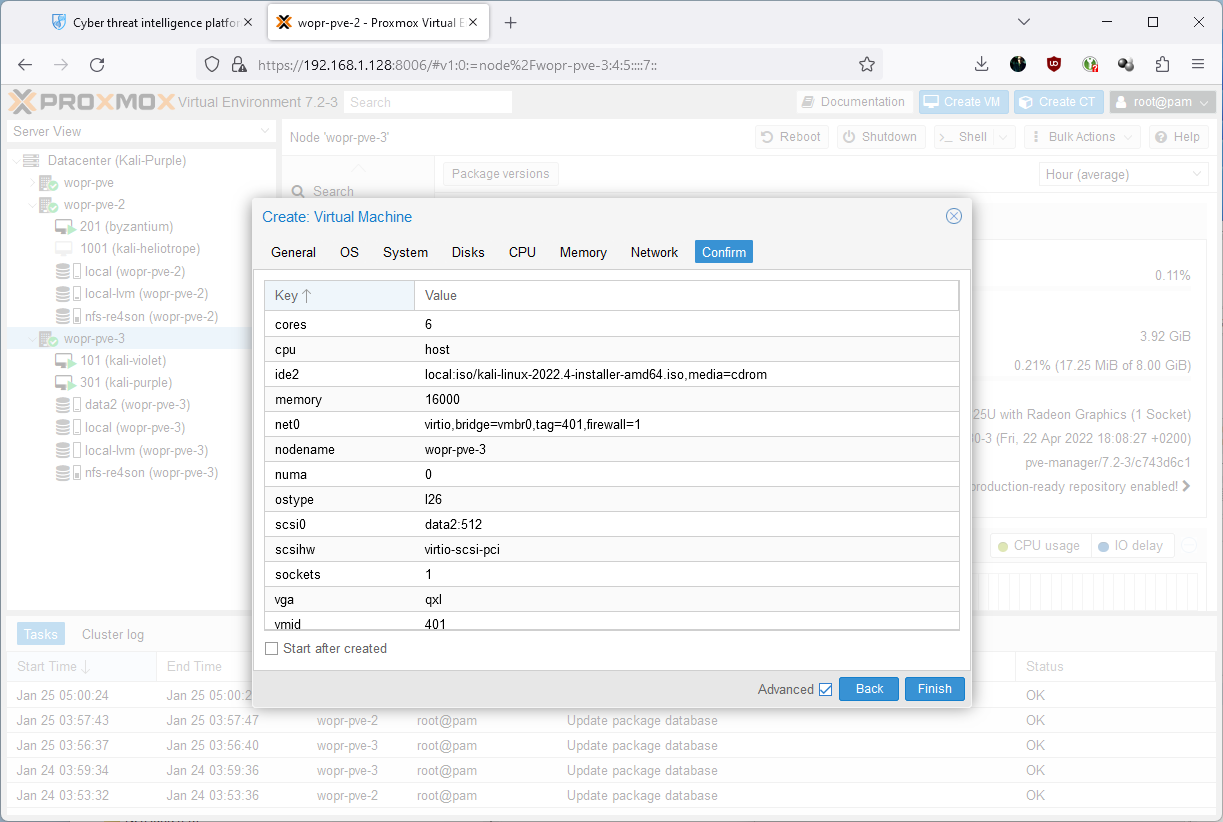 Cyber threat intelligence platfor
wopr-pve-2 - Proxmox Virtual E
https://192.168.1.128:8006/#v1:0:=node%2Fwopr-pve-3:4:5::::7::
PROXMOX Virtual Environment 7.2-3 Search Documentation Create VM Create CT root@pam
Server View
Node 'wopr-pve-3' Reboot Shutdown Shell Bulk Actions Help
Datacenter (Kali-Purple)
wopr-pve
wopr-pve-2
201 (byzantium)
1001 (kali-heliotrope)
local (wopr-pve-2)
local-lvm (wopr-pve-2)
nfs-re4son (wopr-pve-2)
wopr-pve-3
101 (kali-violet)
301 (kali-purple)
data2 (wopr-pve-3)
local (wopr-pve-3)
local-lvm (wopr-pve-3)
nfs-re4son (wopr-pve-3)
Search
Package versions
Hour (average)
0.11%
3.92 GiB
0.21% (17.25 MiB of 8.00 GiB)
25U with Radeon Graphics (1 Socket)
0-3 (Fri, 22 Apr 2022 18:08:27 +0200)
pve-manager/7.2-3/c743d6c1
production-ready repository enabled!
CPU usage IO delay
Create: Virtual Machine
General OS System Disks CPU Memory Network Confirm
Key Value
cores 6
cpu host
ide2 local:iso/kali-linux-2022.4-installer-amd64.iso,media=cdrom
memory 16000
net0 virtio,bridge=vmbr0,tag=401,firewall=1
nodename wopr-pve-3
numa 0
ostype l26
scsi0 data2:512
scsihw virtio-scsi-pci
sockets 1
vga qxl
vmid 401
Start after created
Advanced Back Finish
Tasks Cluster log
Start Time End Time Status
Jan 25 05:00:24 Jan 25 05:00:2 OK
Jan 25 03:57:43 Jan 25 03:57:47 wopr-pve-2 root@pam Update package database OK
Jan 25 03:56:37 Jan 25 03:56:40 wopr-pve-3 root@pam Update package database OK
Jan 24 03:59:34 Jan 24 03:59:36 wopr-pve-3 root@pam Update package database OK
Jan 24 03:53:32 Jan 24 03:53:36 wopr-pve-2 root@pam Update package database OK